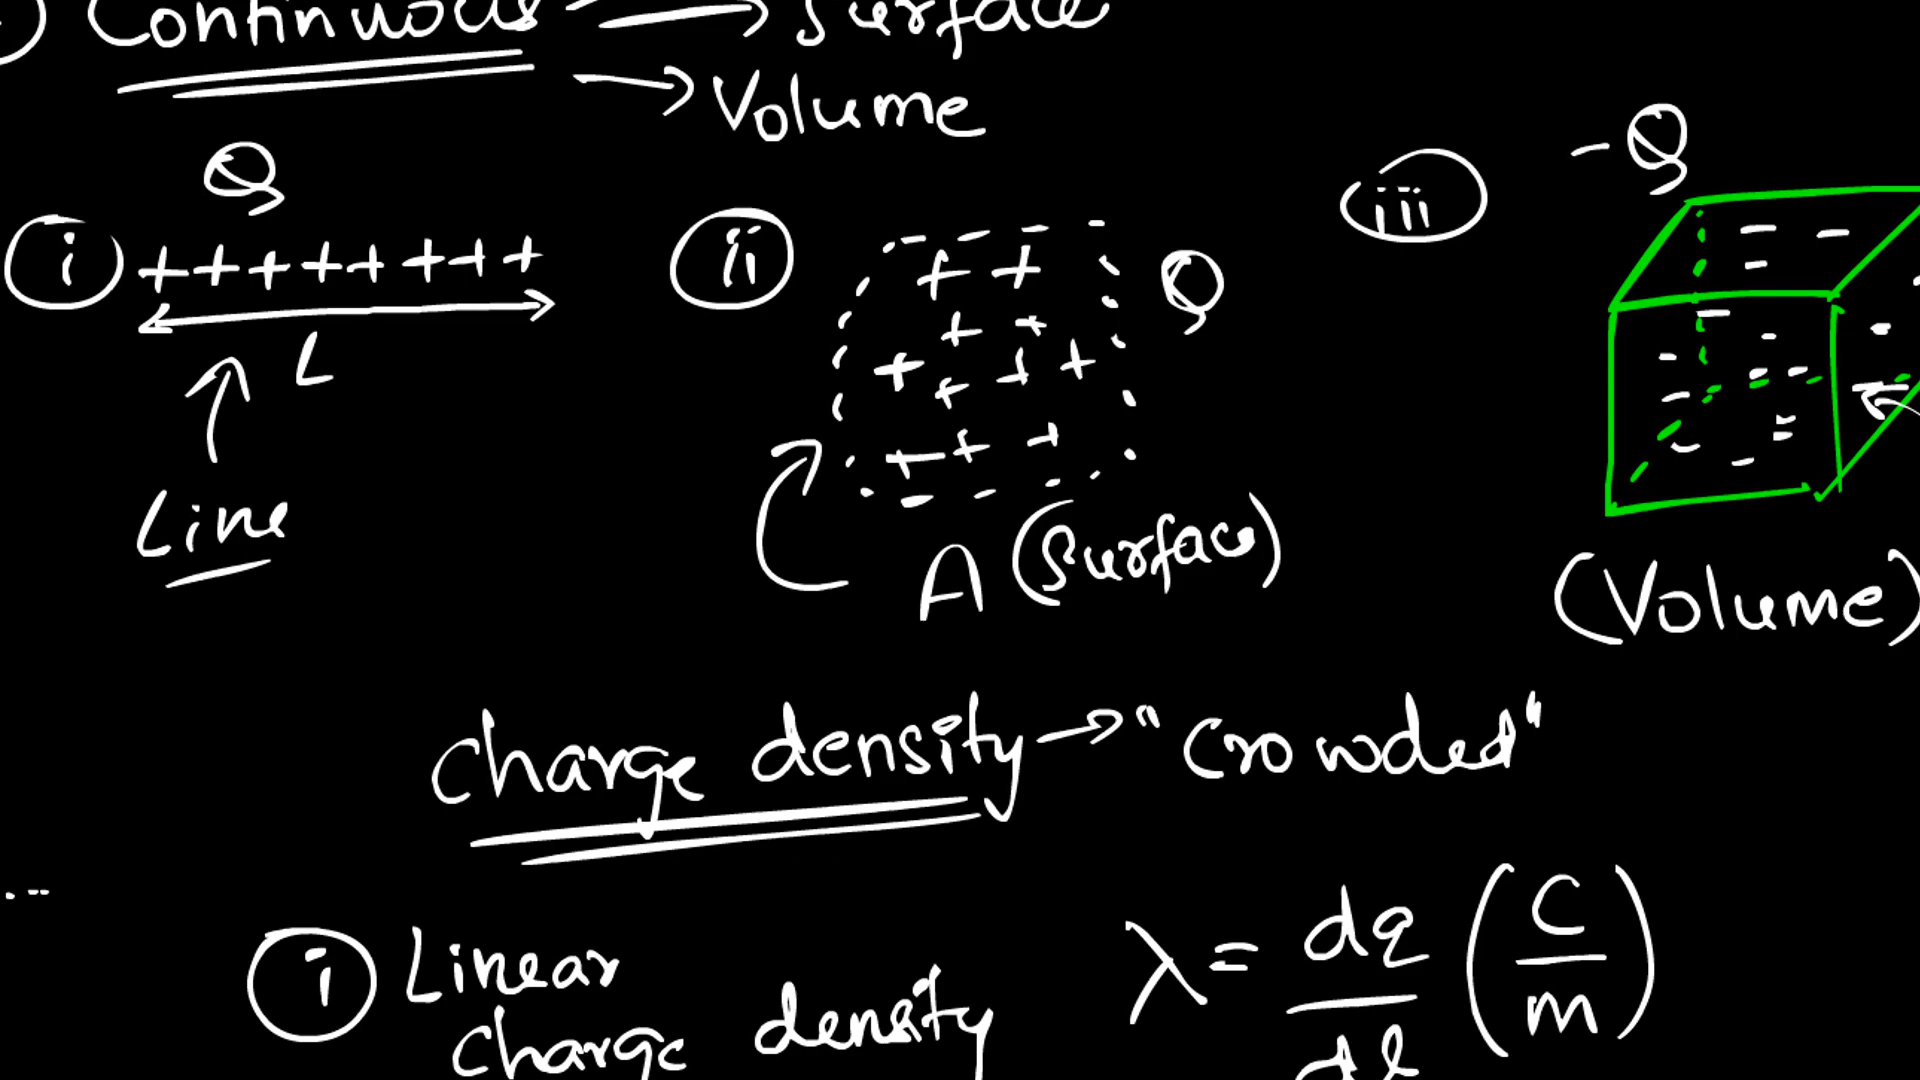 Continuous → Surface
→ Volume
Q
i + + + + + + + +
L
Line
ii
Q
A (Surface)
iii
-Q
(Volume)
Charge density → "Crowded"
i Linear charge density
λ = dq/dl (C/m)